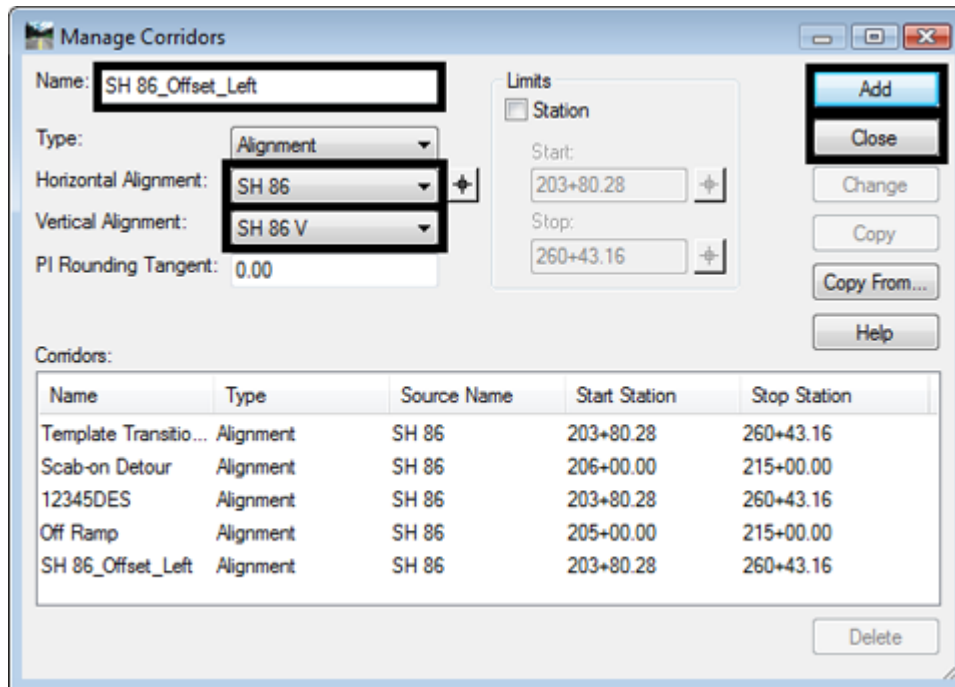 Manage Corridors
Name: SH 86_Offset_Left
Type: Alignment
Horizontal Alignment: SH 86
Vertical Alignment: SH 86 V
PI Rounding Tangent: 0.00
Limits
Station
Start:
203+80.28
Stop:
260+43.16
Add
Close
Change
Copy
Copy From...
Help
Corridors:
Name Type Source Name Start Station Stop Station
Template Transitio... Alignment SH 86 203+80.28 260+43.16
Scab-on Detour Alignment SH 86 206+00.00 215+00.00
12345DES Alignment SH 86 203+80.28 260+43.16
Off Ramp Alignment SH 86 205+00.00 215+00.00
SH 86_Offset_Left Alignment SH 86 203+80.28 260+43.16
Delete